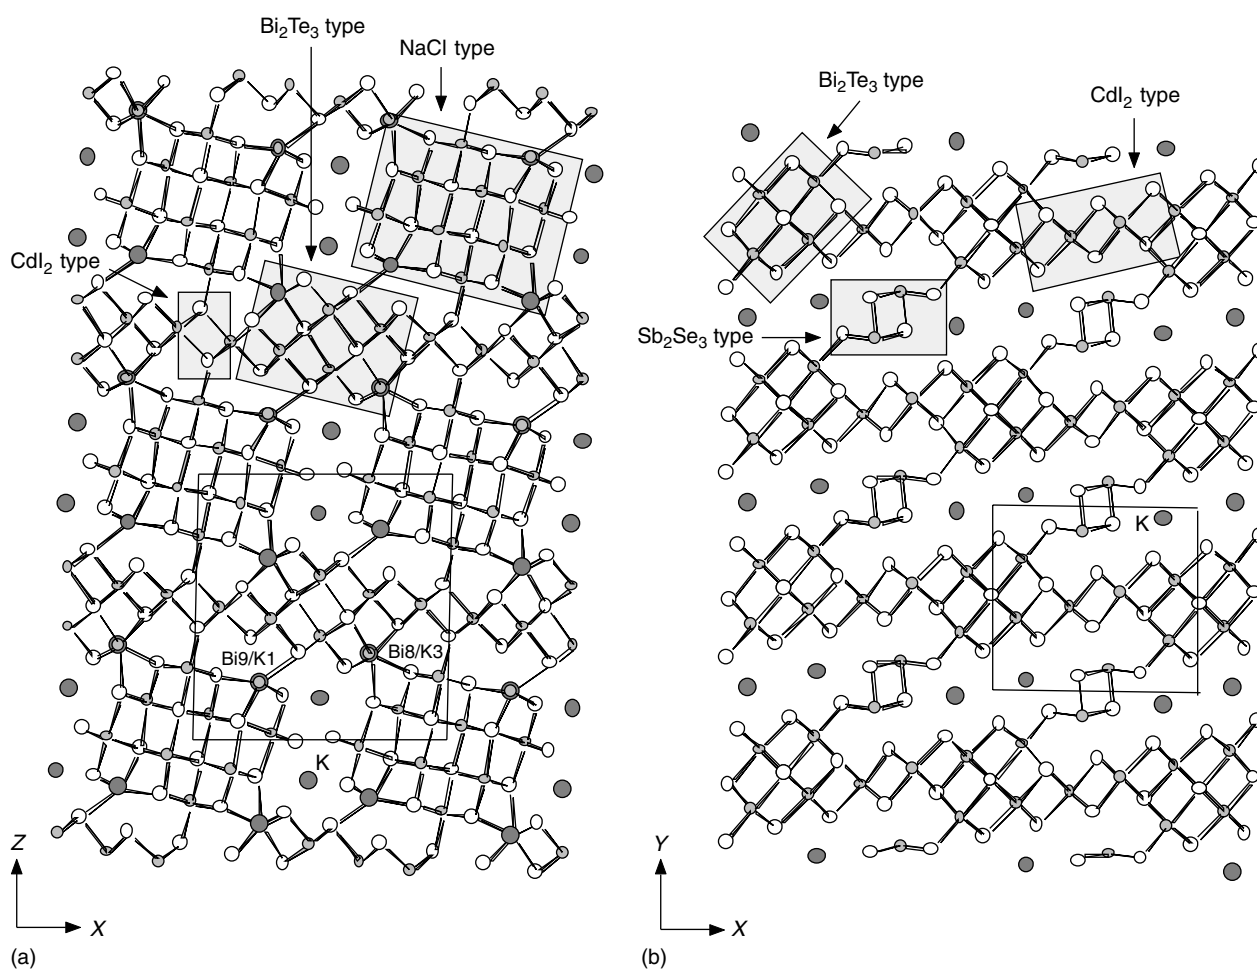 Bi₂Te₃ type
NaCl type
CdI₂ type
Bi9/K1
Bi8/K3
K
Z
X
(a)
Bi₂Te₃ type
CdI₂ type
Sb₂Se₃ type
K
Y
X
(b)